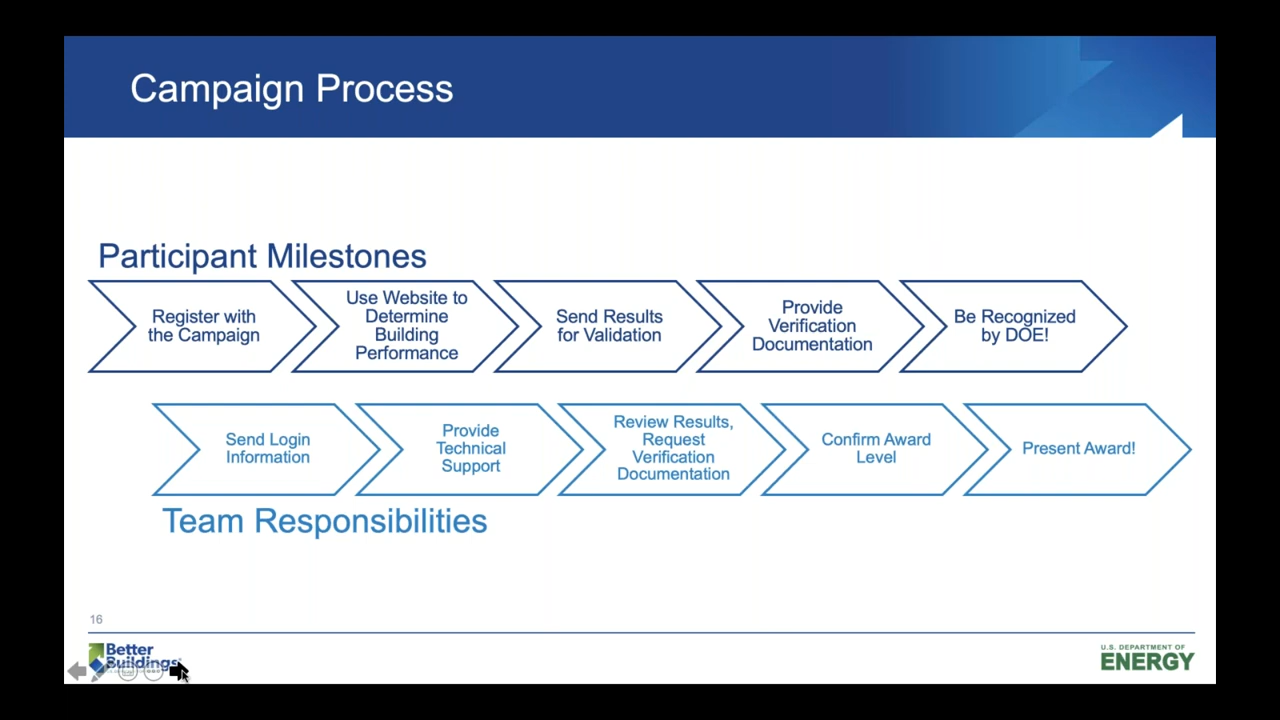 Campaign Process
Participant Milestones
Register with
the Campaign
Use Website to
Determine
Building
Performance
Send Results
for Validation
Provide
Verification
Documentation
Be Recognized
by DOE!
Send Login
Information
Provide
Technical
Support
Review Results,
Request
Verification
Documentation
Confirm Award
Level
Present Award!
Team Responsibilities
16
Better
Buildings
U.S. DEPARTMENT OF
ENERGY